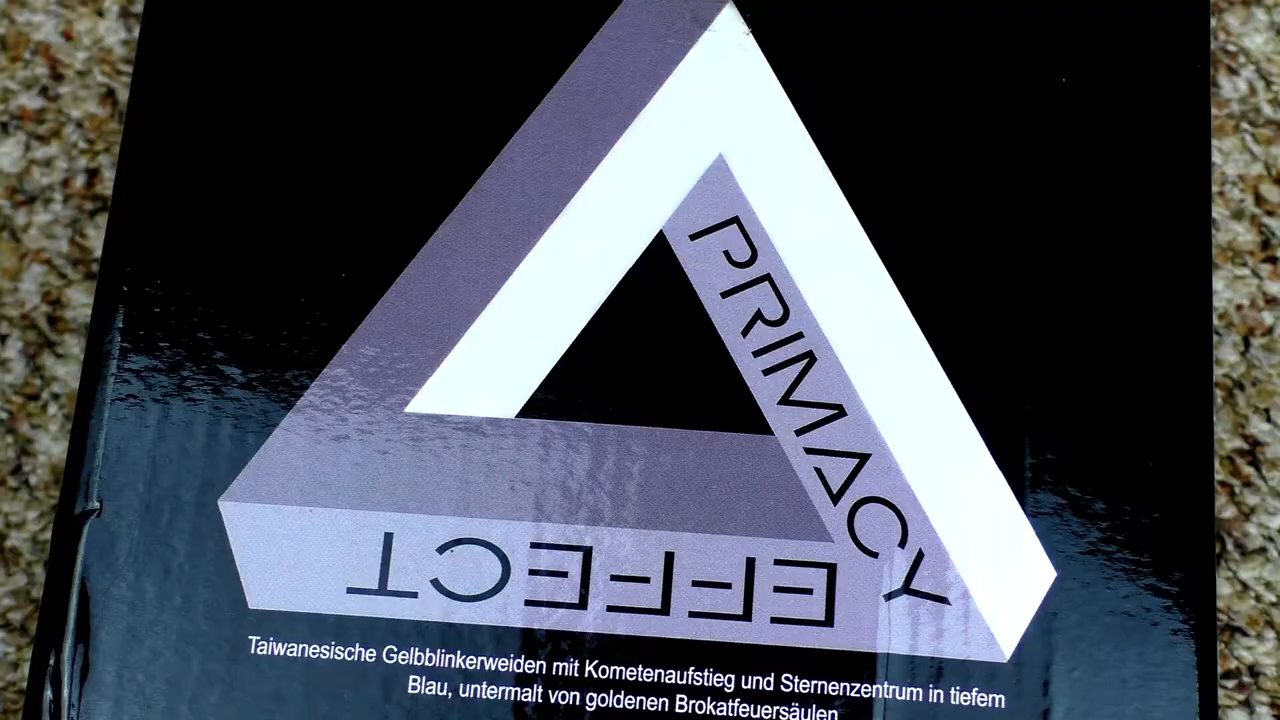 PRIMACY
EFFECT
Taiwanesische Gelbblinkerweiden mit Kometenaufstieg und Sternenzentrum in tiefem
Blau, untermalt von goldenen Brokatfeuersäulen